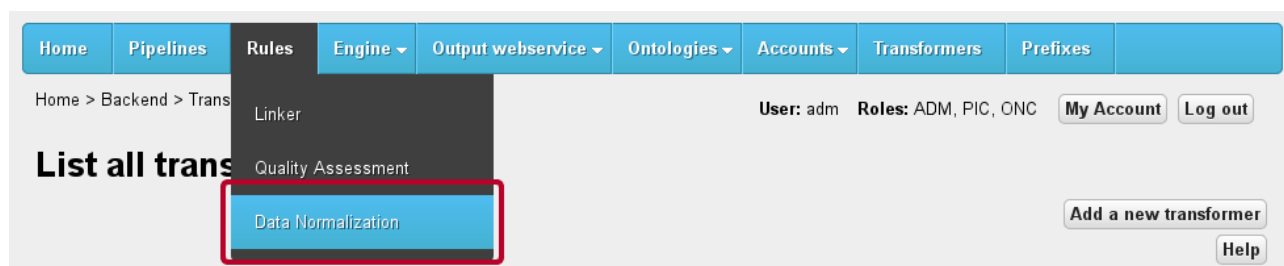 Home Pipelines Rules Engine Output webservice Ontologies Accounts Transformers Prefixes
Home > Backend > Trans
User: adm Roles: ADM, PIC, ONC My Account Log out
Linker
List all trans
Quality Assessment
Data Normalization
Add a new transformer
Help